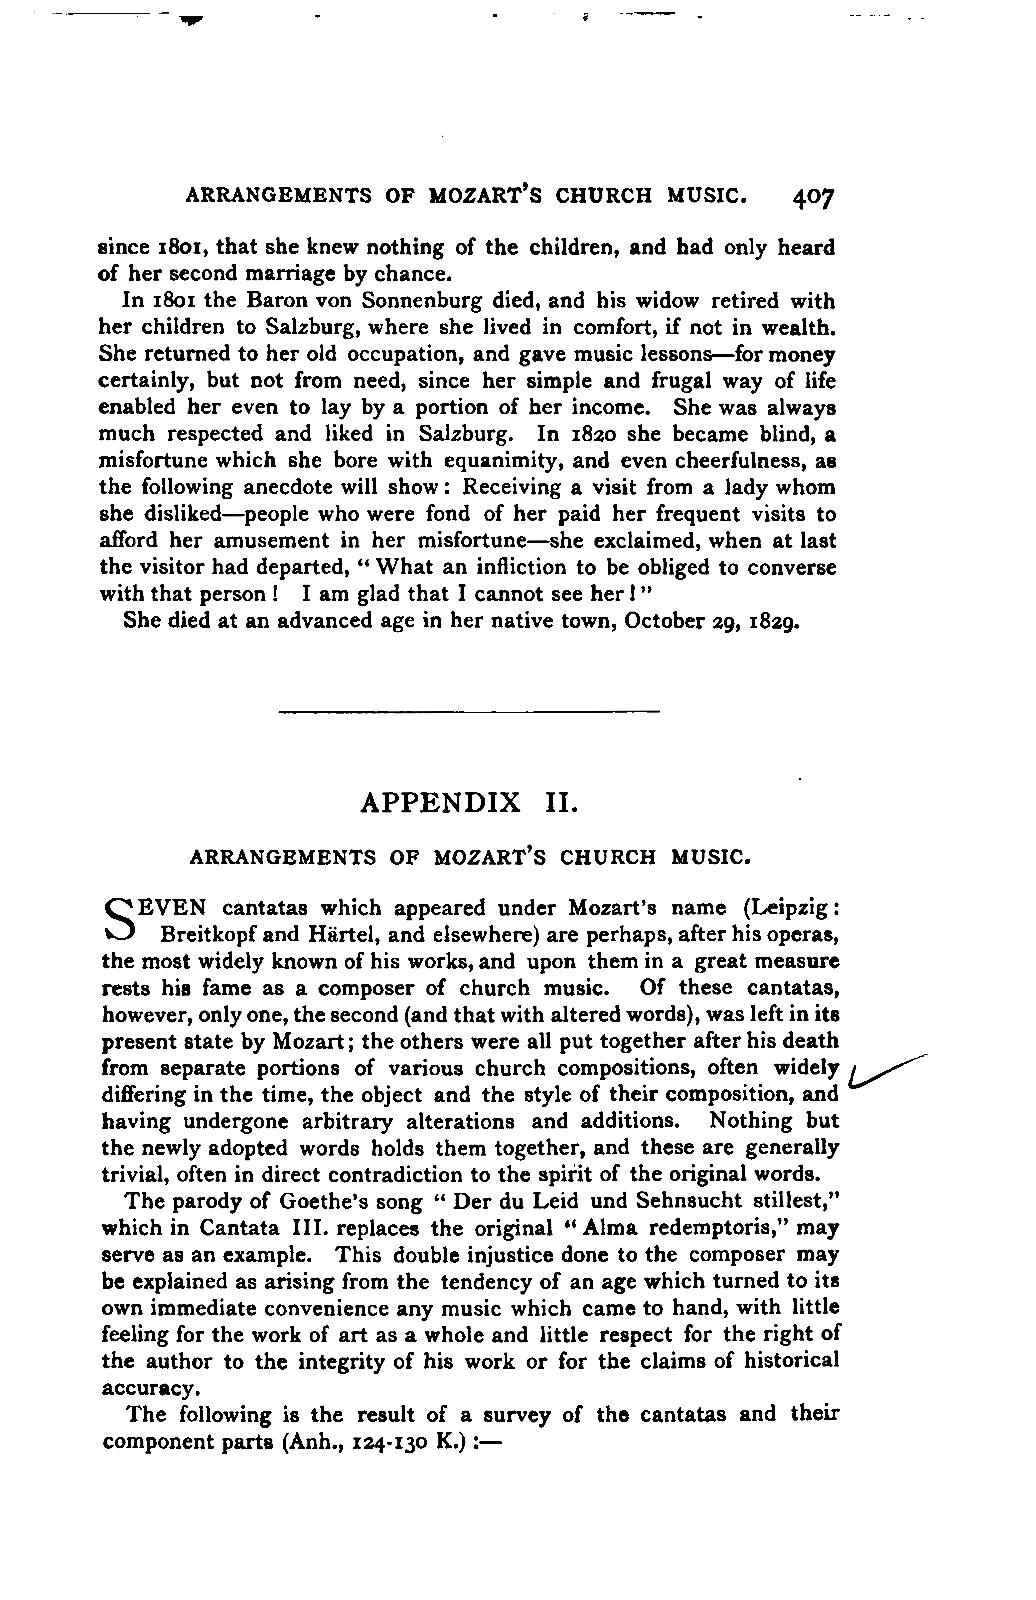 ARRANGEMENTS OF MOZART'S CHURCH MUSIC. 407
since 1801, that she knew nothing of the children, and had only heard
of her second marriage by chance.
In 1801 the Baron von Sonnenburg died, and his widow retired with
her children to Salzburg, where she lived in comfort, if not in wealth.
She returned to her old occupation, and gave music lessons—for money
certainly, but not from need, since her simple and frugal way of life
enabled her even to lay by a portion of her income. She was always
much respected and liked in Salzburg. In 1820 she became blind, a
misfortune which she bore with equanimity, and even cheerfulness, as
the following anecdote will show: Receiving a visit from a lady whom
she disliked—people who were fond of her paid her frequent visits to
afford her amusement in her misfortune—she exclaimed, when at last
the visitor had departed, "What an infliction to be obliged to converse
with that person! I am glad that I cannot see her!"
She died at an advanced age in her native town, October 29, 1829.
APPENDIX II.
ARRANGEMENTS OF MOZART'S CHURCH MUSIC.
SEVEN cantatas which appeared under Mozart's name (Leipzig:
Breitkopf and Härtel, and elsewhere) are perhaps, after his operas,
the most widely known of his works, and upon them in a great measure
rests his fame as a composer of church music. Of these cantatas,
however, only one, the second (and that with altered words), was left in its
present state by Mozart; the others were all put together after his death
from separate portions of various church compositions, often widely
differing in the time, the object and the style of their composition, and
having undergone arbitrary alterations and additions. Nothing but
the newly adopted words holds them together, and these are generally
trivial, often in direct contradiction to the spirit of the original words.
The parody of Goethe's song "Der du Leid und Sehnsucht stillest,"
which in Cantata III. replaces the original "Alma redemptoris," may
serve as an example. This double injustice done to the composer may
be explained as arising from the tendency of an age which turned to its
own immediate convenience any music which came to hand, with little
feeling for the work of art as a whole and little respect for the right of
the author to the integrity of his work or for the claims of historical
accuracy.
The following is the result of a survey of the cantatas and their
component parts (Anh., 124-130 K.) :—